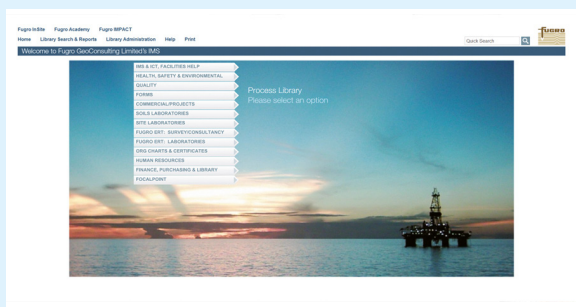 Fugro InSite Fugro Academy Fugro IMPACT
Home Library Search & Reports Library Administration Help Print
Quick Search
FUGRO
Welcome to Fugro GeoConsulting Limited's IMS
IMS & ICT, FACILITIES HELP
HEALTH, SAFETY & ENVIRONMENTAL
QUALITY
FORMS
COMMERCIAL/PROJECTS
SOILS LABORATORIES
SITE LABORATORIES
FUGRO ERT: SURVEY/CONSULTANCY
FUGRO ERT: LABORATORIES
ORG CHARTS & CERTIFICATES
HUMAN RESOURCES
FINANCE, PURCHASING & LIBRARY
FOCALPOINT
Process Library
Please select an option